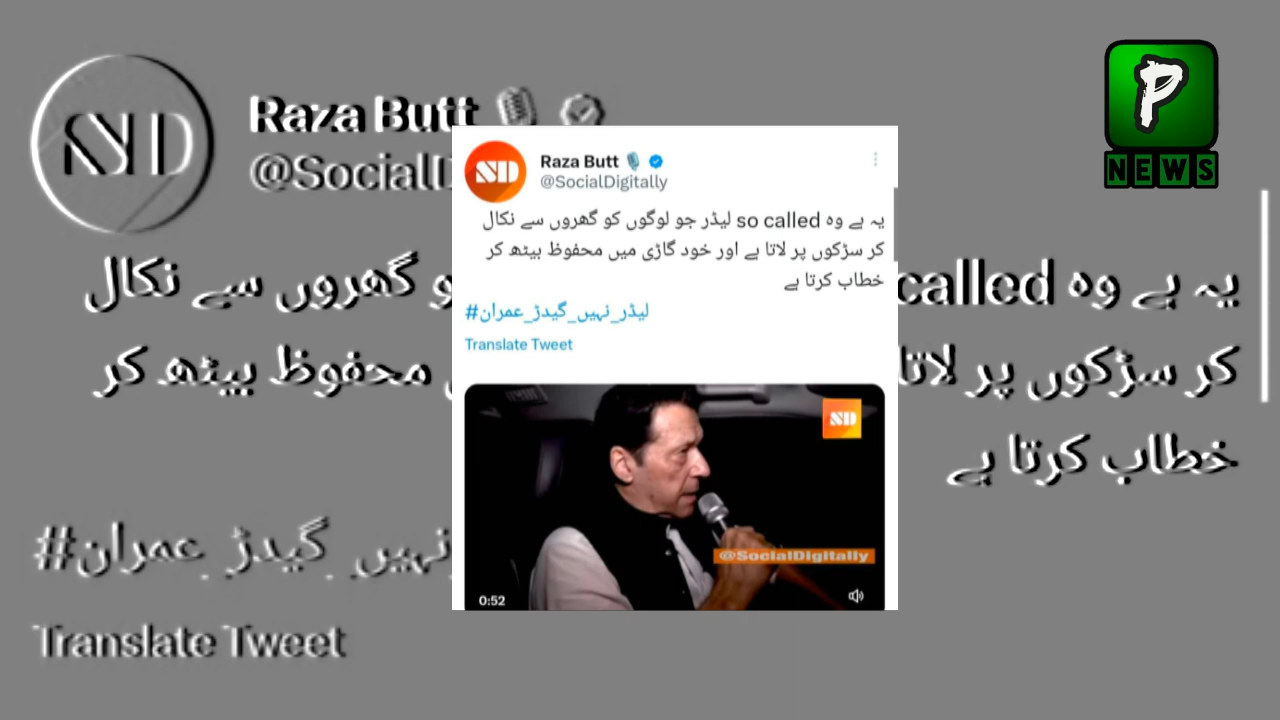 Raza Butt
@SocialD
و گھروں سے نکال
called یہ ہے وہ
محفوظ بیٹھ کر
کر سڑکوں پر لاتا
خطاب کرتا ہے
#نہیں_گیدڑ_عمران
Translate Tweet
P
NEWS
SD
Raza Butt
@SocialDigitally
یہ ہے وہ so called لیڈر جو لوگوں کو گھروں سے نکال
کر سڑکوں پر لاتا ہے اور خود گاڑی میں محفوظ بیٹھ کر
خطاب کرتا ہے
#لیڈر_نہیں_گیدڑ_عمران
Translate Tweet
SD
@SocialDigitally
0:52